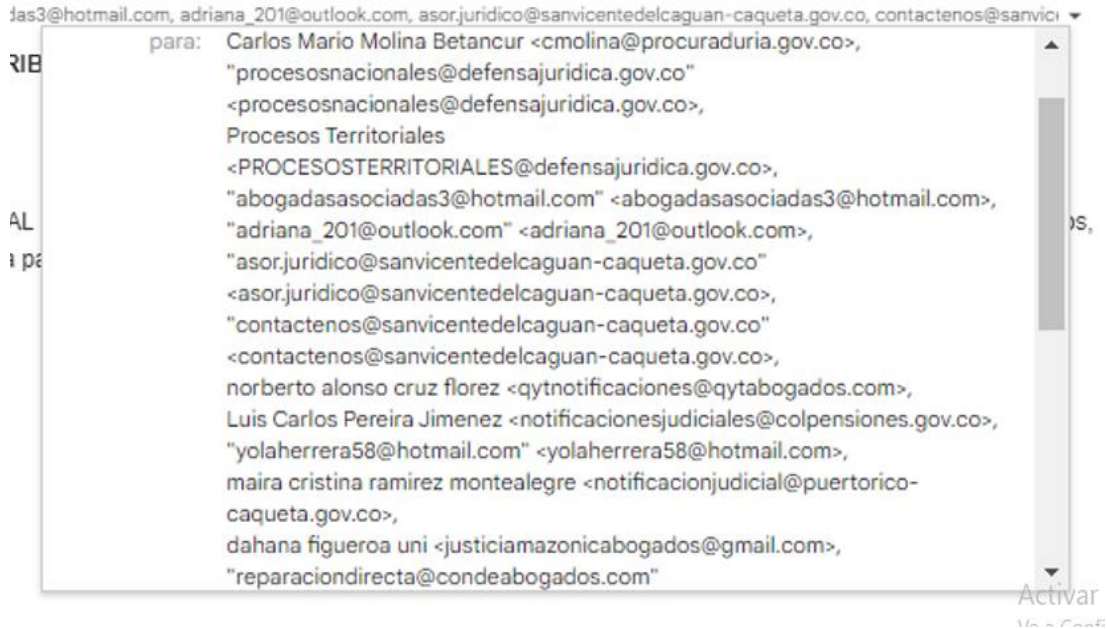 das3@hotmail.com, adriana_201@outlook.com, asor.juridico@sanvicentedelcaguan-caqueta.gov.co, contactenos@sanvice
para: Carlos Mario Molina Betancur <cmolina@procuraduria.gov.co>,
RIB
"procesosnacionales@defensajuridica.gov.co"
<procesosnacionales@defensajuridica.gov.co>,
Procesos Territoriales
<PROCESOSTERRITORIALES@defensajuridica.gov.co>,
"abogadasasociadas3@hotmail.com" <abogadasasociadas3@hotmail.com>,
AL "adriana_201@outlook.com" <adriana_201@outlook.com>, os,
a pa "asor.juridico@sanvicentedelcaguan-caqueta.gov.co"
<asor.juridico@sanvicentedelcaguan-caqueta.gov.co>,
"contactenos@sanvicentedelcaguan-caqueta.gov.co"
<contactenos@sanvicentedelcaguan-caqueta.gov.co>,
norberto alonso cruz florez <qytnotificaciones@qytabogados.com>,
Luis Carlos Pereira Jimenez <notificacionesjudiciales@colpensiones.gov.co>,
"yolaherrera58@hotmail.com" <yolaherrera58@hotmail.com>,
maira cristina ramirez montealegre <notificacionjudicial@puertorico-
caqueta.gov.co>,
dahana figueroa uni <justiciamazonicabogados@gmail.com>,
"reparaciondirecta@condeabogados.com"
Activar